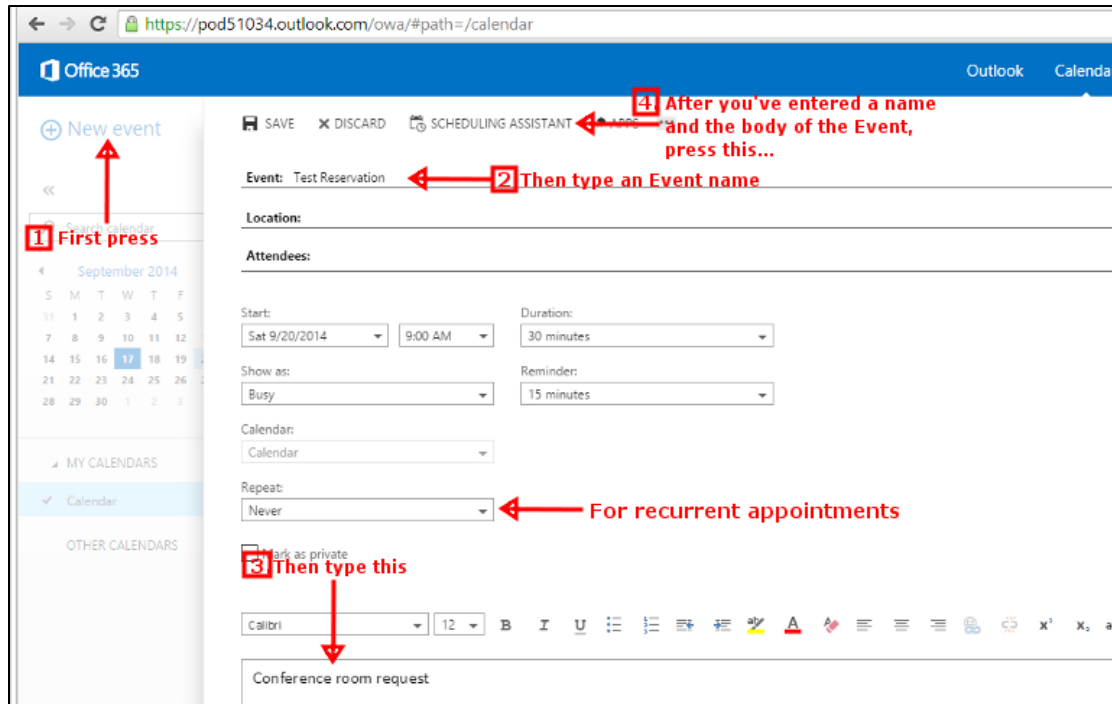 https://pod51034.outlook.com/owa/#path=/calendar
Office 365
Outlook Calenda
New event
SAVE DISCARD SCHEDULING ASSISTANT APPS
4. After you've entered a name
and the body of the Event,
press this...
Event: Test Reservation
2 Then type an Event name
Search calendar
Location:
1 First press
Attendees:
September 2014
S M T W T F
31 1 2 3 4 5
7 8 9 10 11 12
14 15 16 17 18 19
21 22 23 24 25 26
28 29 30 1 2 3
Start: Duration:
Sat 9/20/2014 9:00 AM 30 minutes
Show as: Reminder:
Busy 15 minutes
Calendar:
Calendar
MY CALENDARS
Calendar
OTHER CALENDARS
Repeat:
Never
For recurrent appointments
Mark as private
3 Then type this
Calibri 12 B I U A x² x₂ a
Conference room request